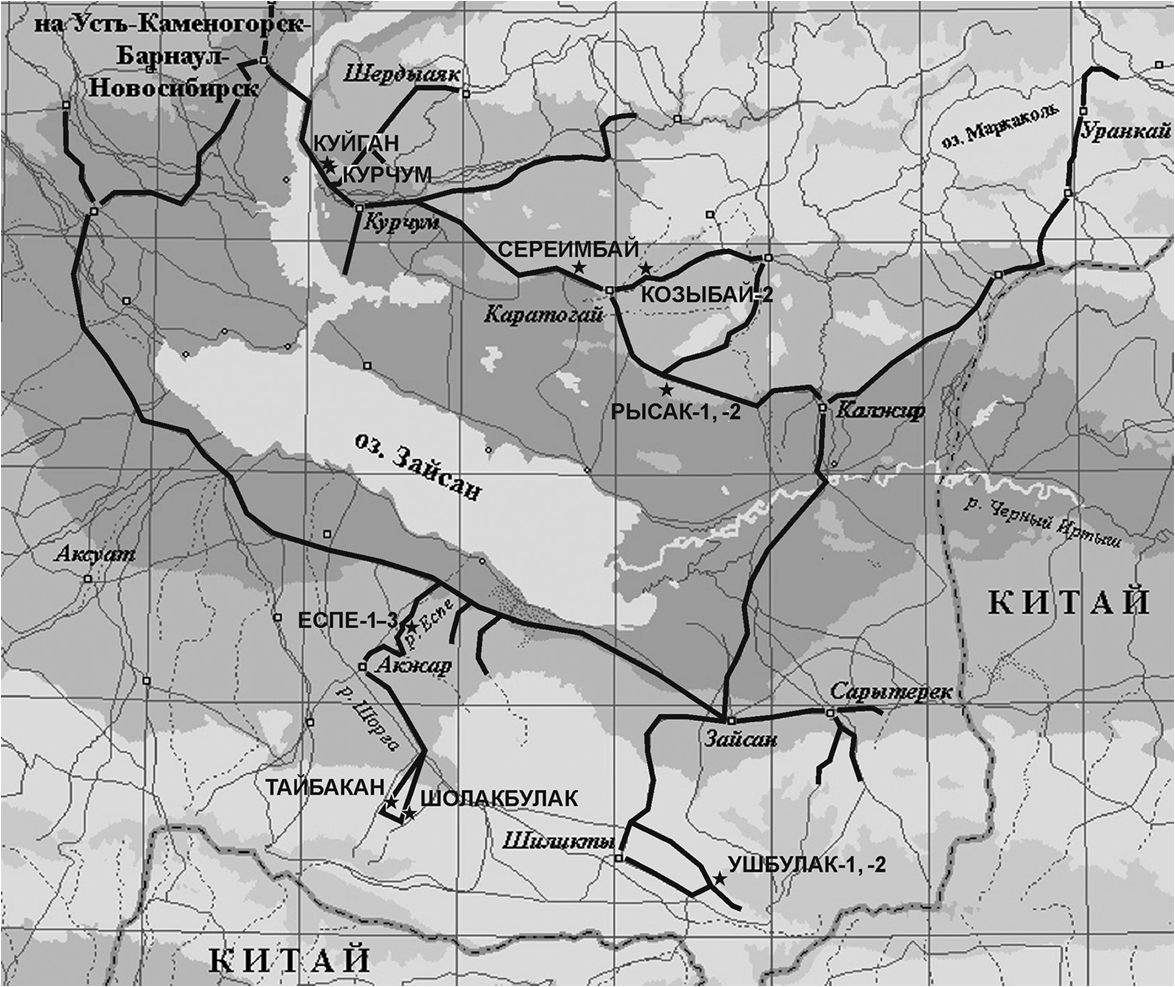 на Усть-Каменогорск-
Барнаул-
Новосибирск
Шердыаяк
оз. Маркаколь
Уранкай
КУЙГАН
КУРЧУМ
Курчум
СЕРЕИМБАЙ
КОЗЫБАЙ-2
Каратогай
РЫСАК-1, -2
Калжир
оз. Зайсан
р. Черный Иртыш
Аксуат
КИТАЙ
ЕСПЕ-1–3
р. Еспе
Акжар
р. Шорга
Сарытерек
Зайсан
ТАЙБАКАН
ШОЛАКБУЛАК
Шиликты
УШБУЛАК-1, -2
КИТАЙ